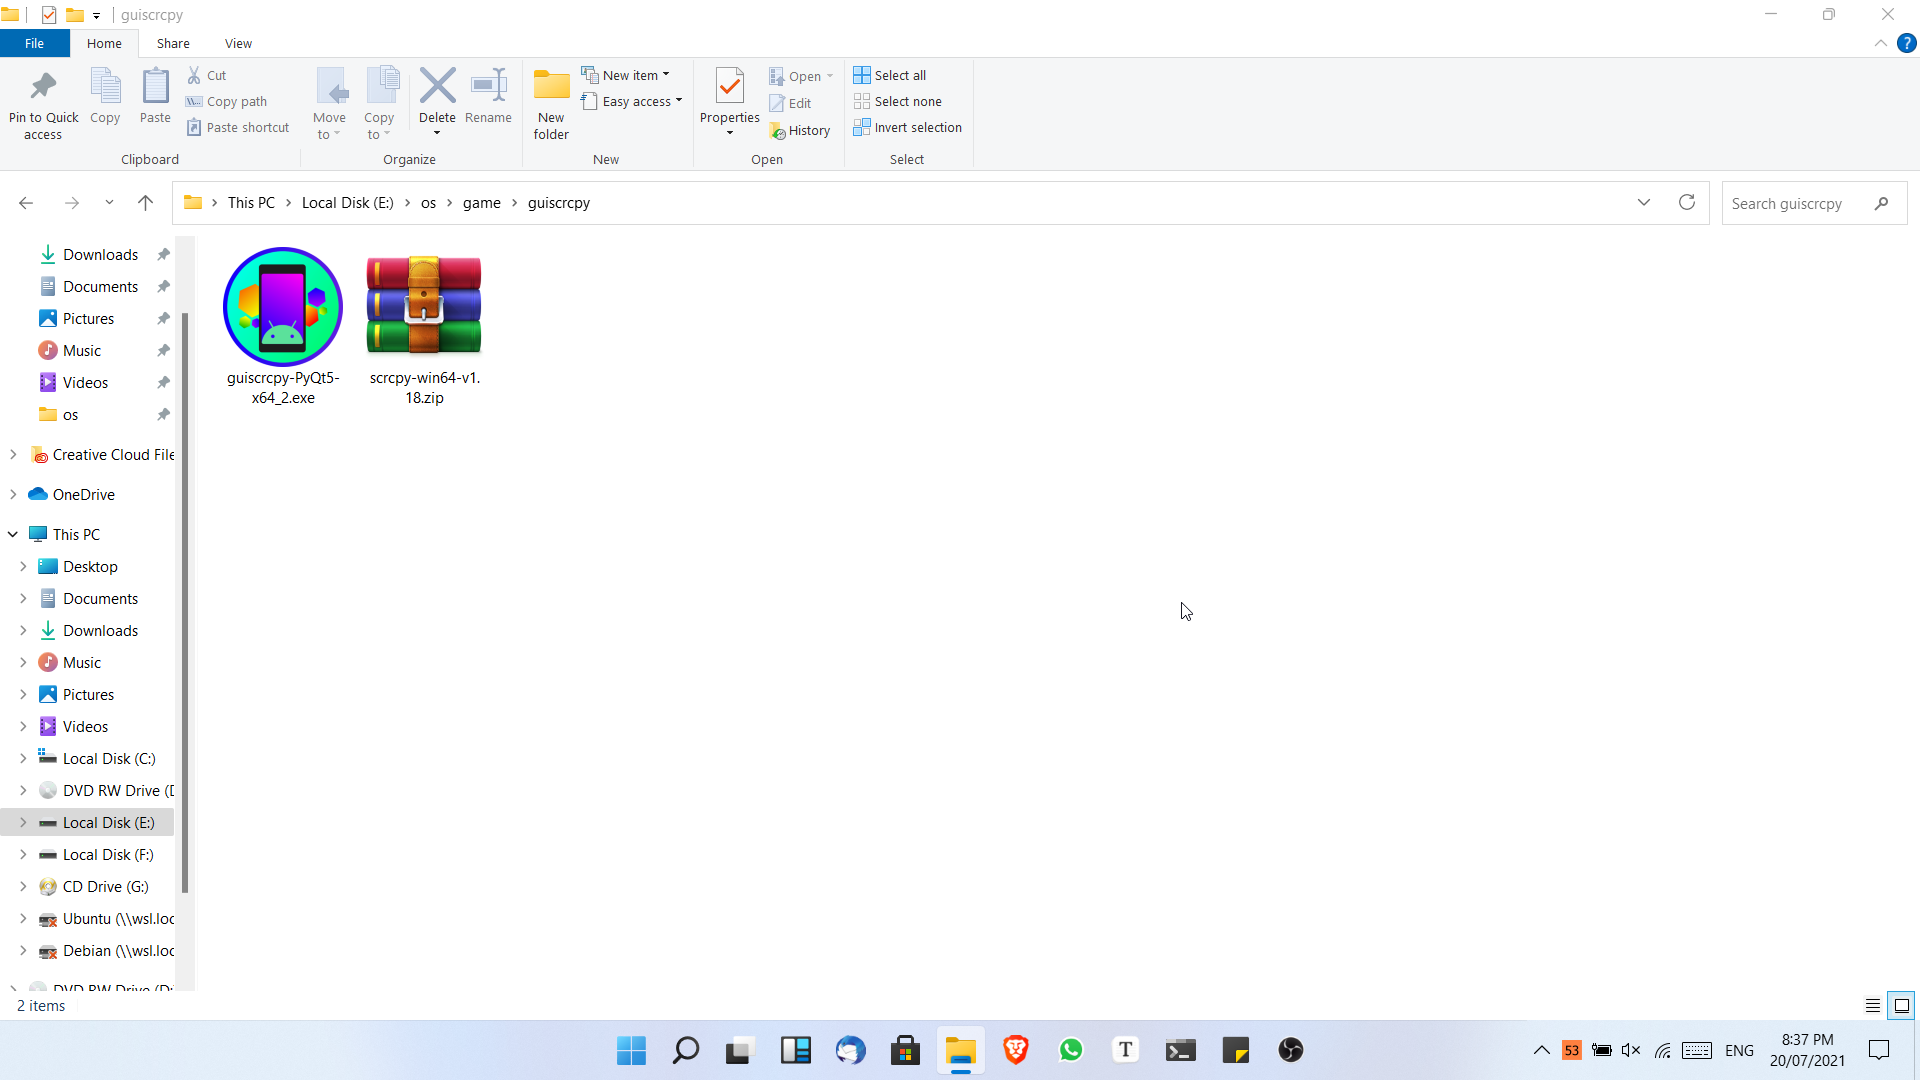 guiscrcpy
File
Home
Share
View
Pin to Quick
access
Copy
Paste
Cut
Copy path
Paste shortcut
Clipboard
Move
to
Copy
to
Delete
Rename
Organize
New
folder
New item
Easy access
New
Properties
Open
Edit
History
Open
Select all
Select none
Invert selection
Select
This PC
Local Disk (E:)
os
game
guiscrcpy
Search guiscrcpy
Downloads
Documents
Pictures
Music
Videos
os
Creative Cloud File
OneDrive
This PC
Desktop
Documents
Downloads
Music
Pictures
Videos
Local Disk (C:)
DVD RW Drive (D
Local Disk (E:)
Local Disk (F:)
CD Drive (G:)
Ubuntu (\\wsl.loc
Debian (\\wsl.loc
DVD RW Drive (D:
guiscrcpy-PyQt5-
x64_2.exe
scrcpy-win64-v1.
18.zip
2 items
T
53
ENG
8:37 PM
20/07/2021